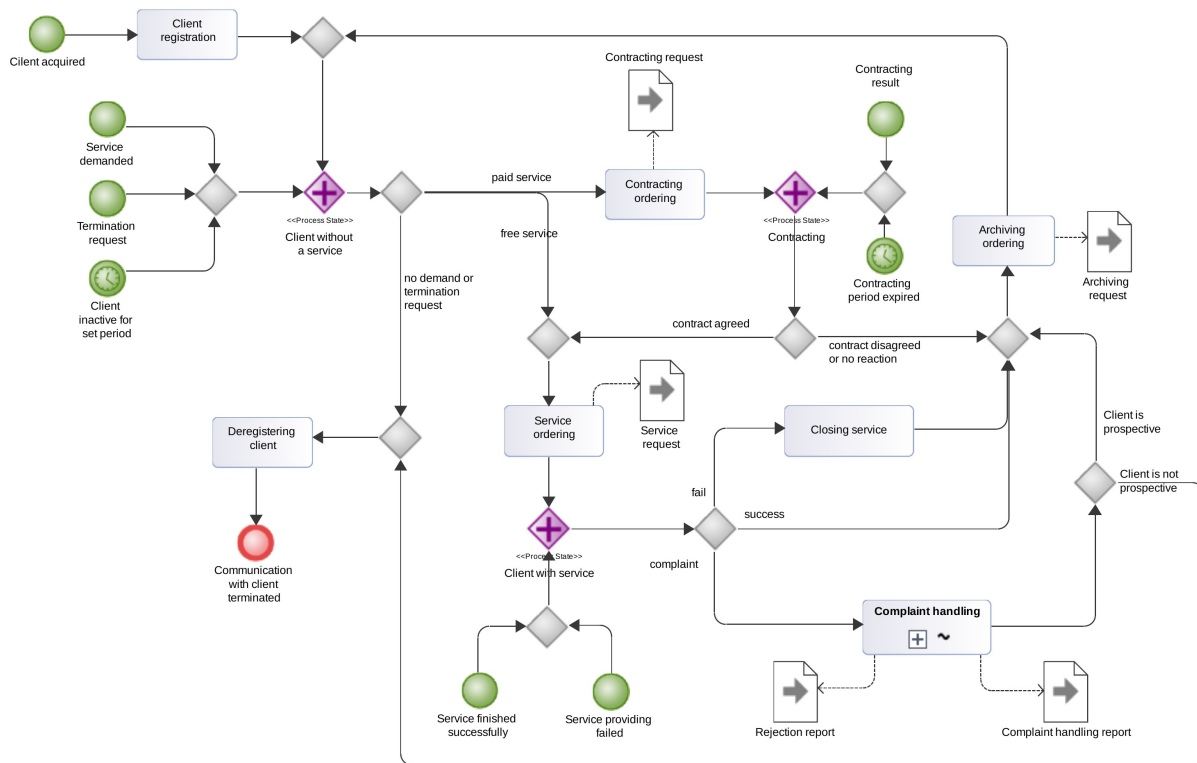 Cilent acquired
Client
registration
Contracting request
Contracting
result
Service
demanded
Termination
request
Client
inactive for
set period
<<Process State>>
Client without
a service
paid service
free service
no demand or
termination
request
Contracting
ordering
<<Process State>>
Contracting
Contracting
period expired
Archiving
ordering
Archiving
request
contract agreed
contract disagreed
or no reaction
Service
ordering
Service
request
Closing service
Client is
prospective
Client is not
prospective
Deregistering
client
Communication
with client
terminated
fail
success
complaint
<<Process State>>
Client with service
Complaint handling
Service finished
successfully
Service providing
failed
Rejection report
Complaint handling report